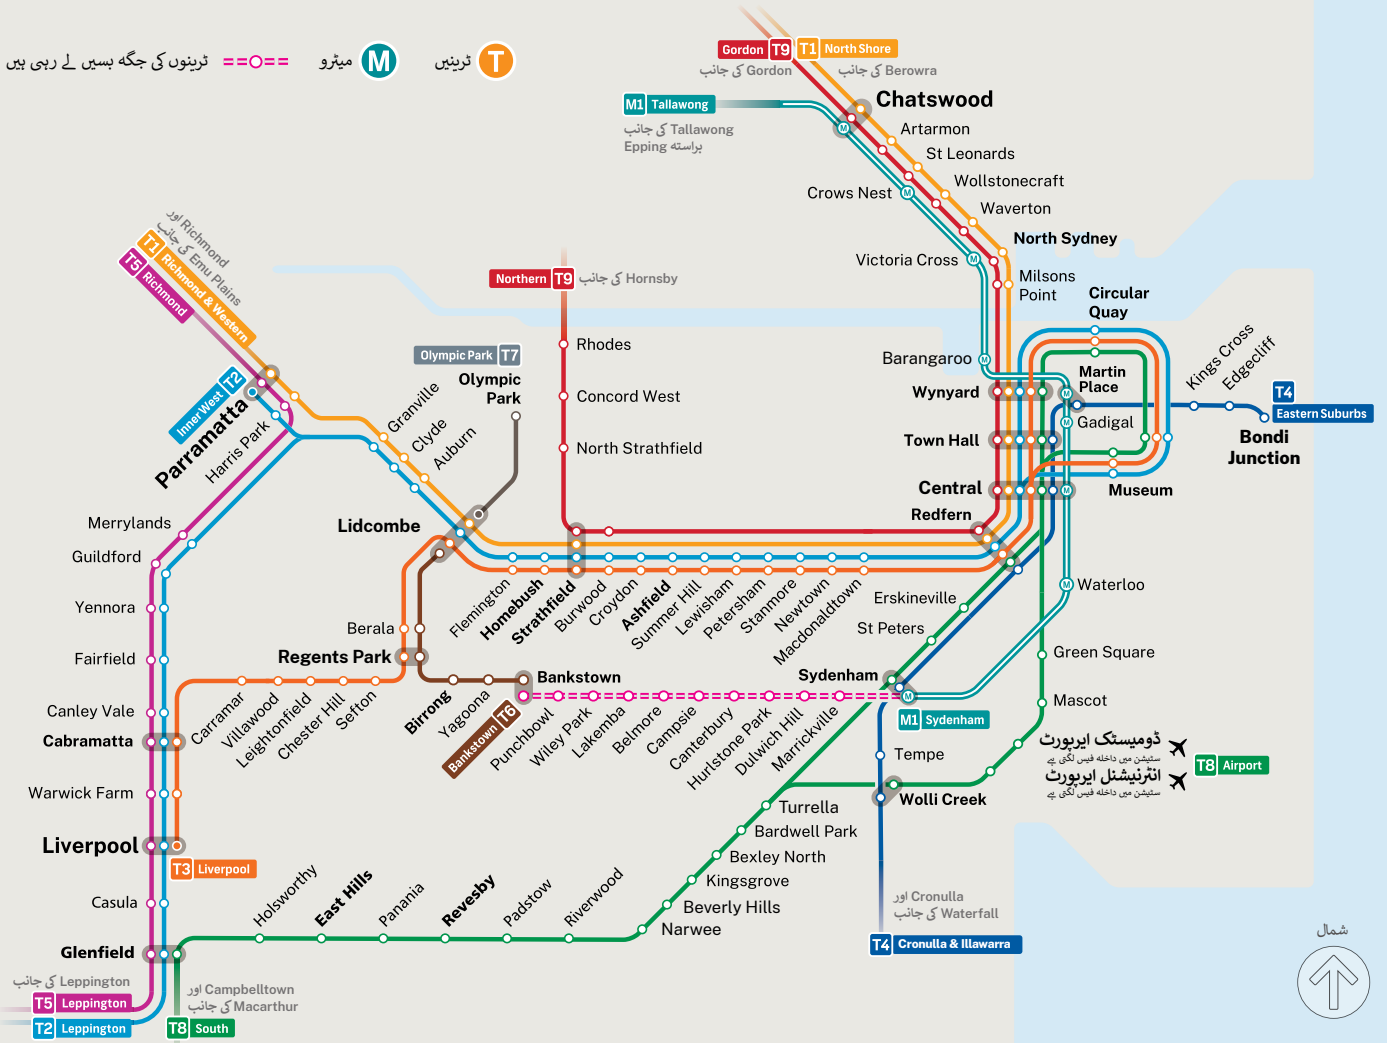 ٹرینیں
T
میٹرو
M
ٹرینوں کی جگہ بسیں لے رہی ہیں
Gordon T9
T1 North Shore
Gordon کی جانب
Berowra کی جانب
M1 Tallawong
Tallawong کی جانب
براستہ Epping
Chatswood
Artarmon
St Leonards
Wollstonecraft
Waverton
North Sydney
Milsons
Point
Crows Nest
Victoria Cross
Barangaroo
Wynyard
Town Hall
Central
Redfern
Circular
Quay
Martin
Place
Gadigal
Museum
Kings Cross
Edgecliff
T4
Eastern Suburbs
Bondi
Junction
Richmond اور
Emu Plains کی جانب
T1 Richmond & Western
T5 Richmond
Inner West T2
Parramatta
Harris Park
Granville
Clyde
Auburn
Lidcombe
Olympic Park T7
Olympic
Park
Northern T9
Hornsby کی جانب
Rhodes
Concord West
North Strathfield
Flemington
Homebush
Strathfield
Burwood
Croydon
Ashfield
Summer Hill
Lewisham
Petersham
Stanmore
Newtown
Macdonaldtown
Merrylands
Guildford
Yennora
Fairfield
Canley Vale
Cabramatta
Warwick Farm
Liverpool
T3 Liverpool
Casula
Glenfield
Leppington کی جانب
T5 Leppington
T2 Leppington
Campbelltown اور
Macarthur کی جانب
T8 South
Berala
Regents Park
Carramar
Villawood
Leightonfield
Chester Hill
Sefton
Birrong
Yagoona
Bankstown
Bankstown T6
Punchbowl
Wiley Park
Lakemba
Belmore
Campsie
Canterbury
Hurlstone Park
Dulwich Hill
Marrickville
Sydenham
M1 Sydenham
Erskineville
St Peters
Waterloo
Green Square
Mascot
ڈومیسٹک ایرپورٹ
سٹیشن میں داخلہ فیس لگتی ہے
انٹرنیشنل ایرپورٹ
سٹیشن میں داخلہ فیس لگتی ہے
T8 Airport
Tempe
Wolli Creek
Turrella
Bardwell Park
Bexley North
Kingsgrove
Beverly Hills
Narwee
Riverwood
Padstow
Revesby
Panania
East Hills
Holsworthy
Cronulla اور
Waterfall کی جانب
T4 Cronulla & Illawarra
شمال